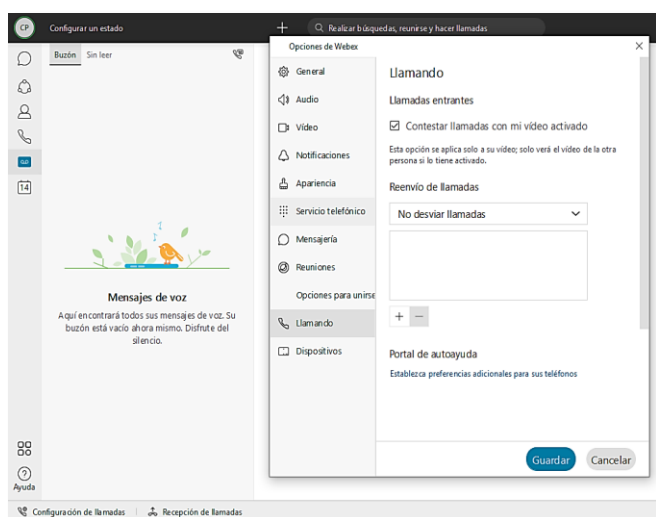 CP
Configurar un estado
Realizar búsquedas, reunirse y hacer llamadas
Buzón
Sin leer
14
Mensajes de voz
Aquí encontrará todos sus mensajes de voz. Su
buzón está vacío ahora mismo. Disfrute del
silencio.
Ayuda
Configuración de llamadas
Recepción de llamadas
Opciones de Webex
General
Audio
Vídeo
Notificaciones
Apariencia
Servicio telefónico
Mensajería
Reuniones
Opciones para unirse
Llamando
Dispositivos
Llamando
Llamadas entrantes
Contestar llamadas con mi vídeo activado
Esta opción se aplica solo a su vídeo; solo verá el vídeo de la otra
persona si lo tiene activado.
Reenvío de llamadas
No desviar llamadas
Portal de autoayuda
Establezca preferencias adicionales para sus teléfonos
Guardar
Cancelar